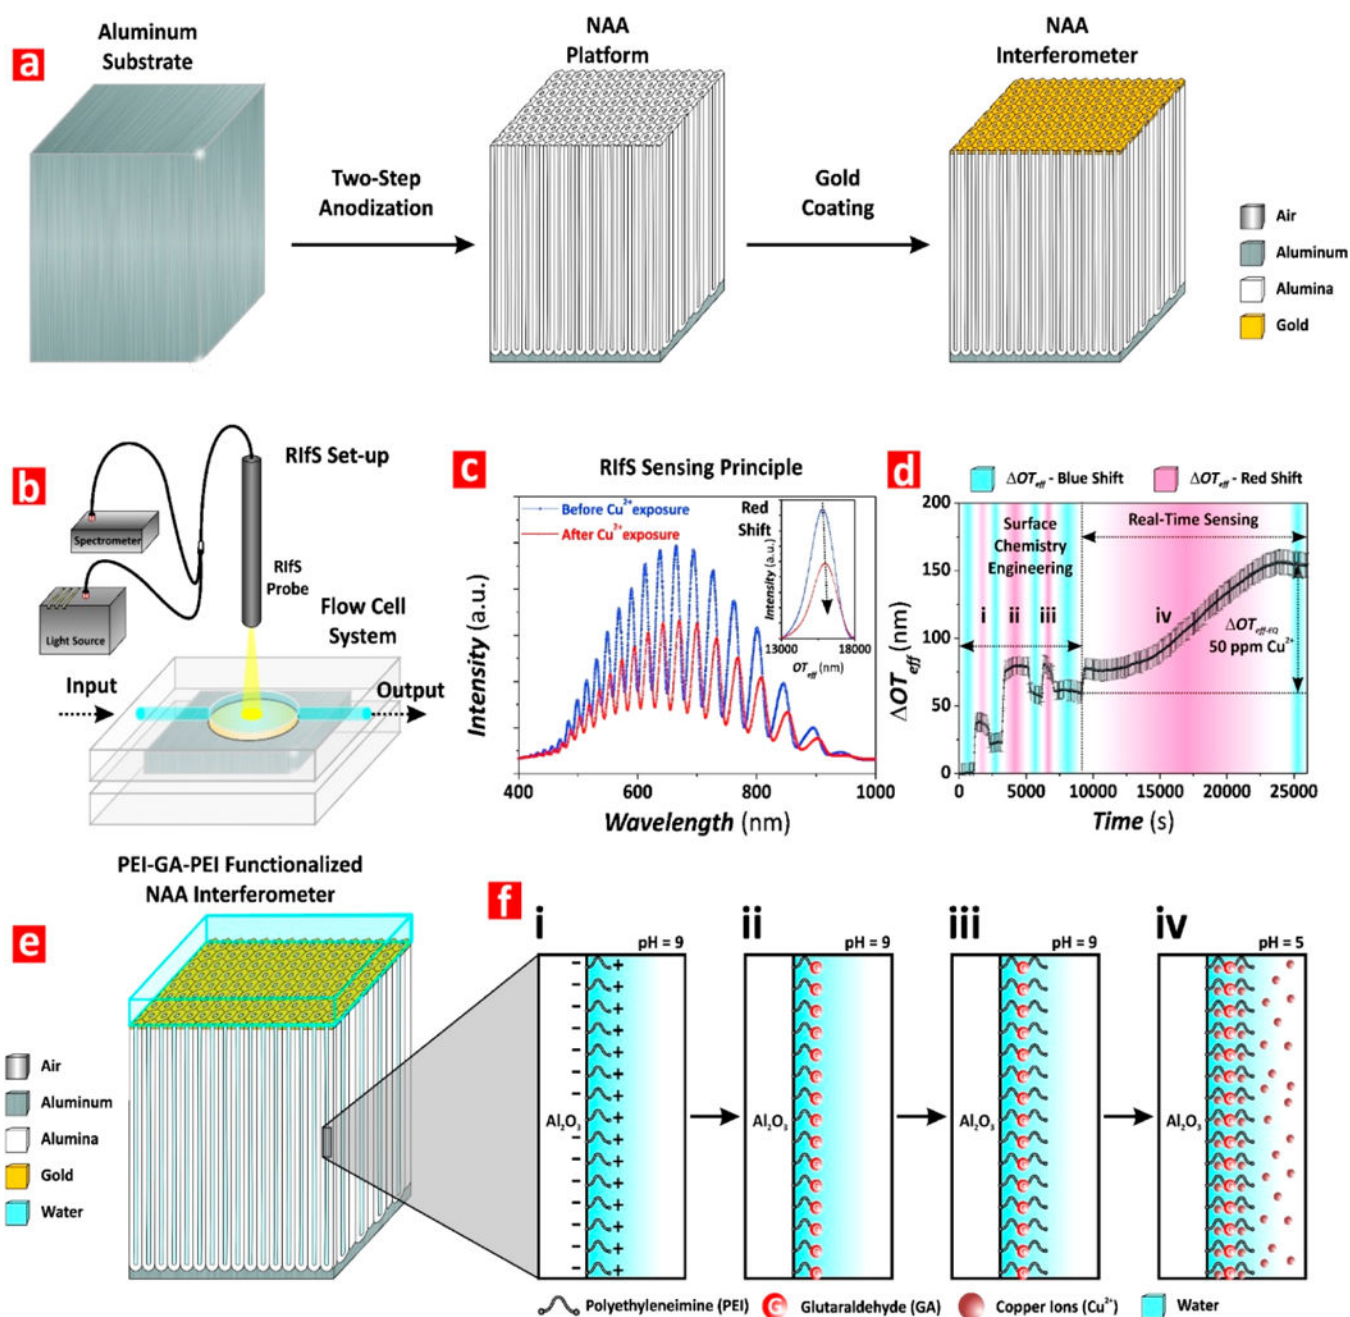 a
Aluminum
Substrate
NAA
Platform
NAA
Interferometer
Two-Step
Anodization
Gold
Coating
Air
Aluminum
Alumina
Gold
b
RIfS Set-up
Spectrometer
Light Source
RIfS
Probe
Flow Cell
System
Input
Output
c
RIfS Sensing Principle
Before Cu²⁺ exposure
After Cu²⁺ exposure
Red
Shift
Intensity (a.u.)
13000 18000
OT_eff (nm)
Intensity (a.u.)
400 600 800 1000
Wavelength (nm)
d
ΔOT_eff - Blue Shift
ΔOT_eff - Red Shift
200
150
100
50
0
ΔOT_eff (nm)
Surface
Chemistry
Engineering
Real-Time Sensing
i ii iii iv
ΔOT_eff-EQ
50 ppm Cu²⁺
0 5000 10000 15000 20000 25000
Time (s)
PEI-GA-PEI Functionalized
NAA Interferometer
e
Air
Aluminum
Alumina
Gold
Water
f
i ii iii iv
pH = 9 pH = 9 pH = 9 pH = 5
Al₂O₃ Al₂O₃ Al₂O₃ Al₂O₃
G
Polyethyleneimine (PEI) G Glutaraldehyde (GA) Copper Ions (Cu²⁺) Water